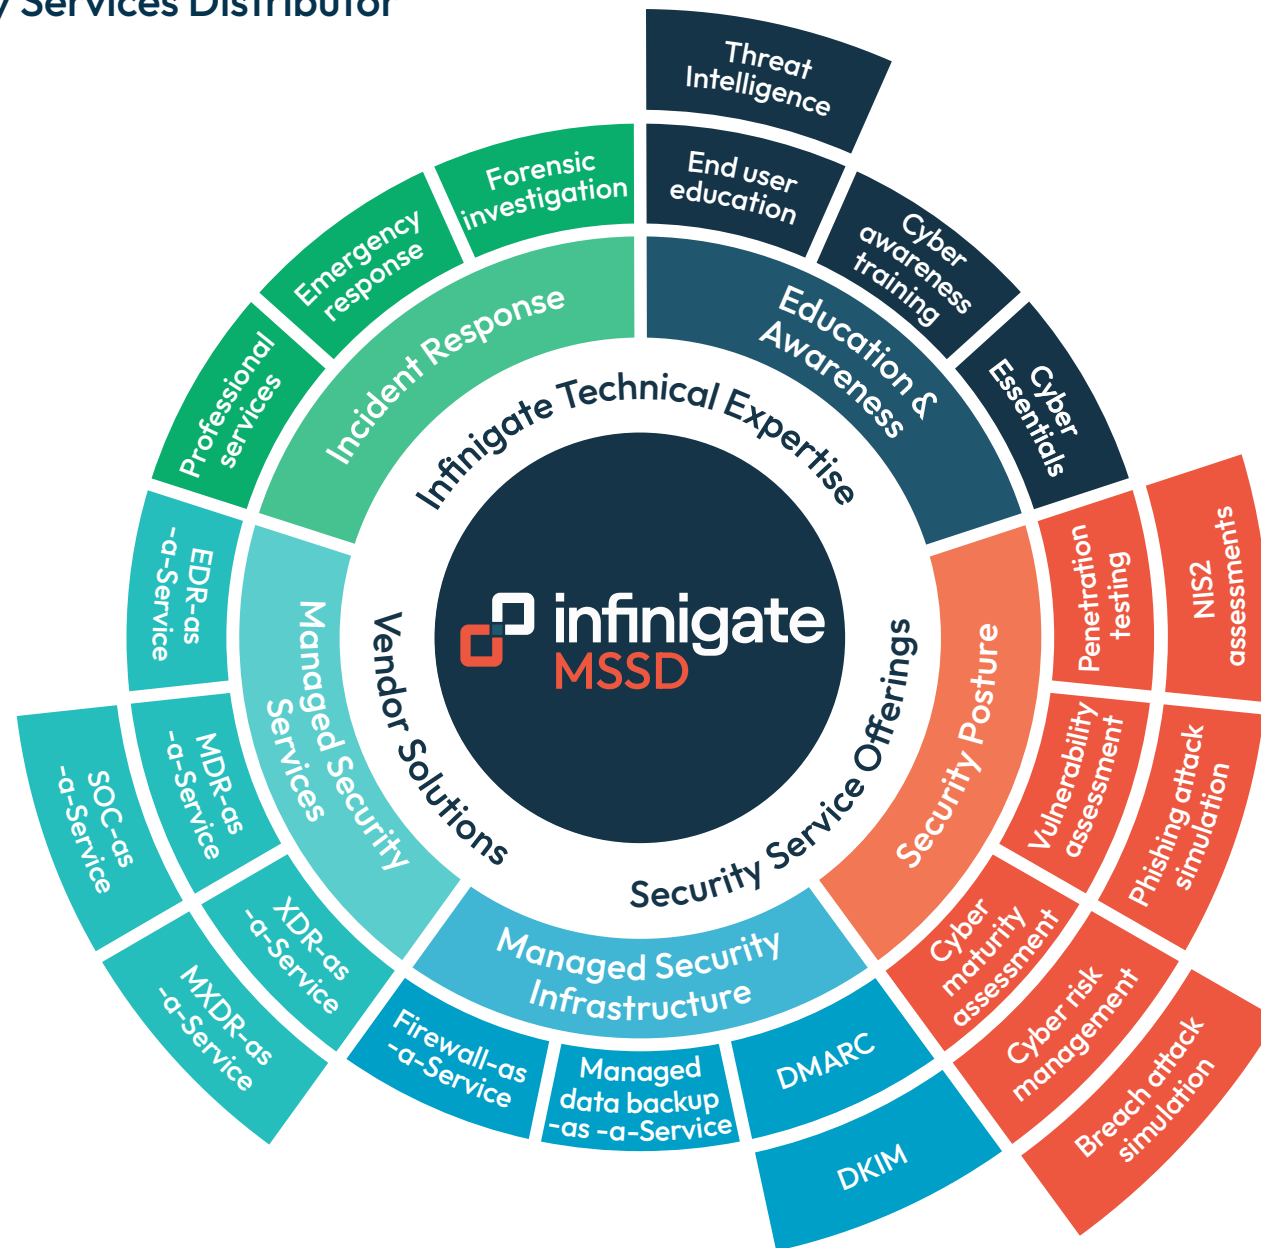 Services Distributor
Threat
Intelligence
End user
education
Cyber
awareness
training
Cyber
Essentials
Education &
Awareness
Forensic
investigation
Emergency
response
Professional
services
Incident Response
Infinigate Technical Expertise
infinigate
MSSD
Vendor Solutions
Security Service Offerings
Security Posture
Penetration
testing
NIS2
assessments
Vulnerability
assessment
Phishing attack
simulation
Cyber
maturity
assessment
Cyber risk
management
Breach attack
simulation
Managed Security
Infrastructure
DMARC
DKIM
Managed
data backup
-as -a-Service
Firewall-as
-a-Service
Managed Security
Services
EDR-as
-a-Service
MDR-as
-a-Service
SOC-as
-a-Service
XDR-as
-a-Service
MXDR-as
-a-Service